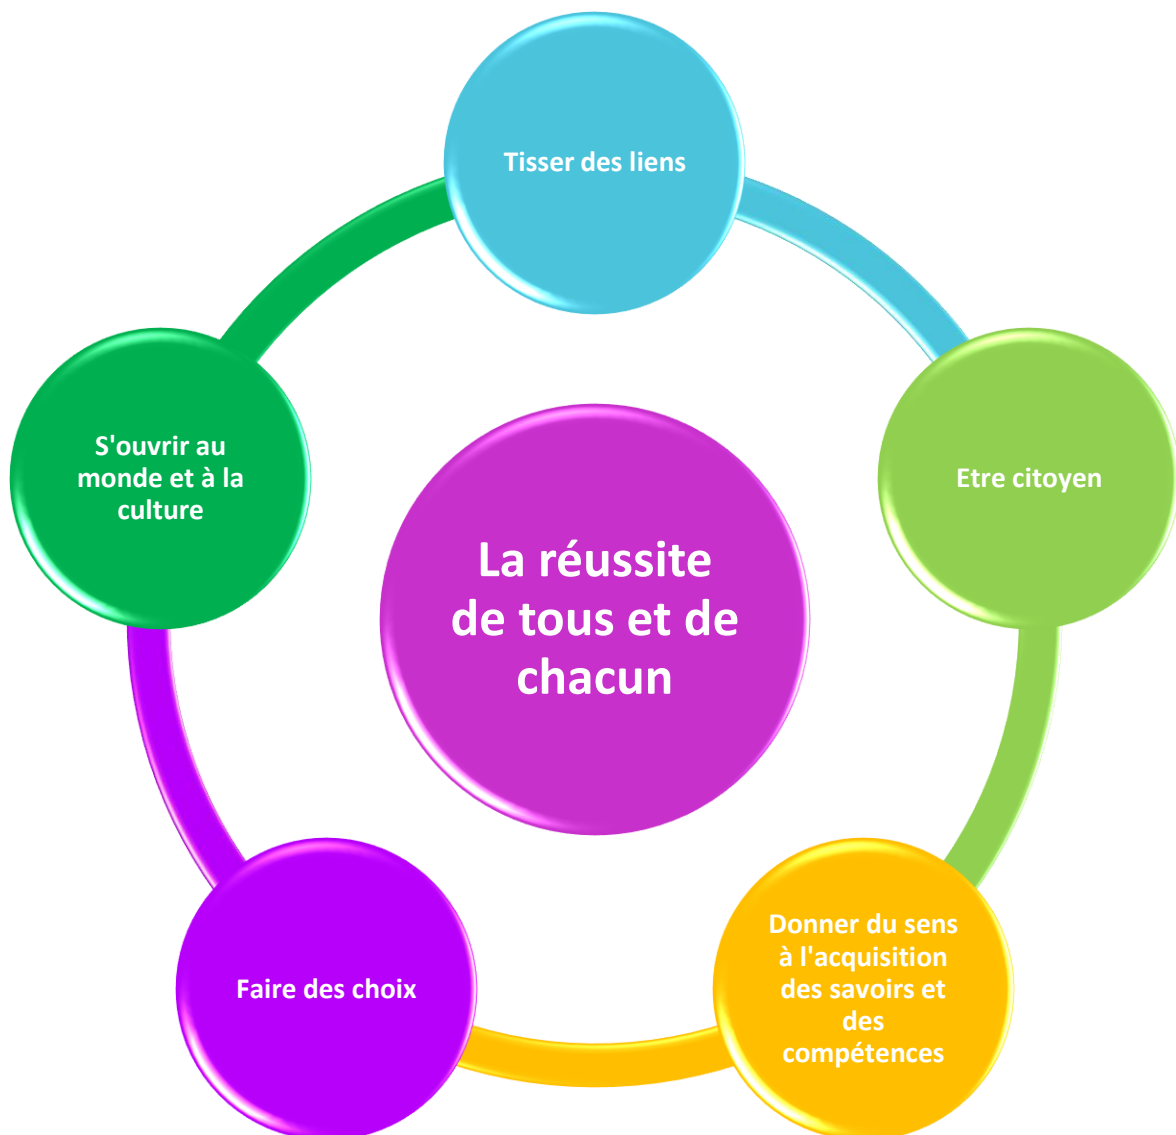 Tisser des liens
Etre citoyen
Donner du sens
à l'acquisition
des savoirs et
des
compétences
Faire des choix
S'ouvrir au
monde et à la
culture
La réussite
de tous et de
chacun